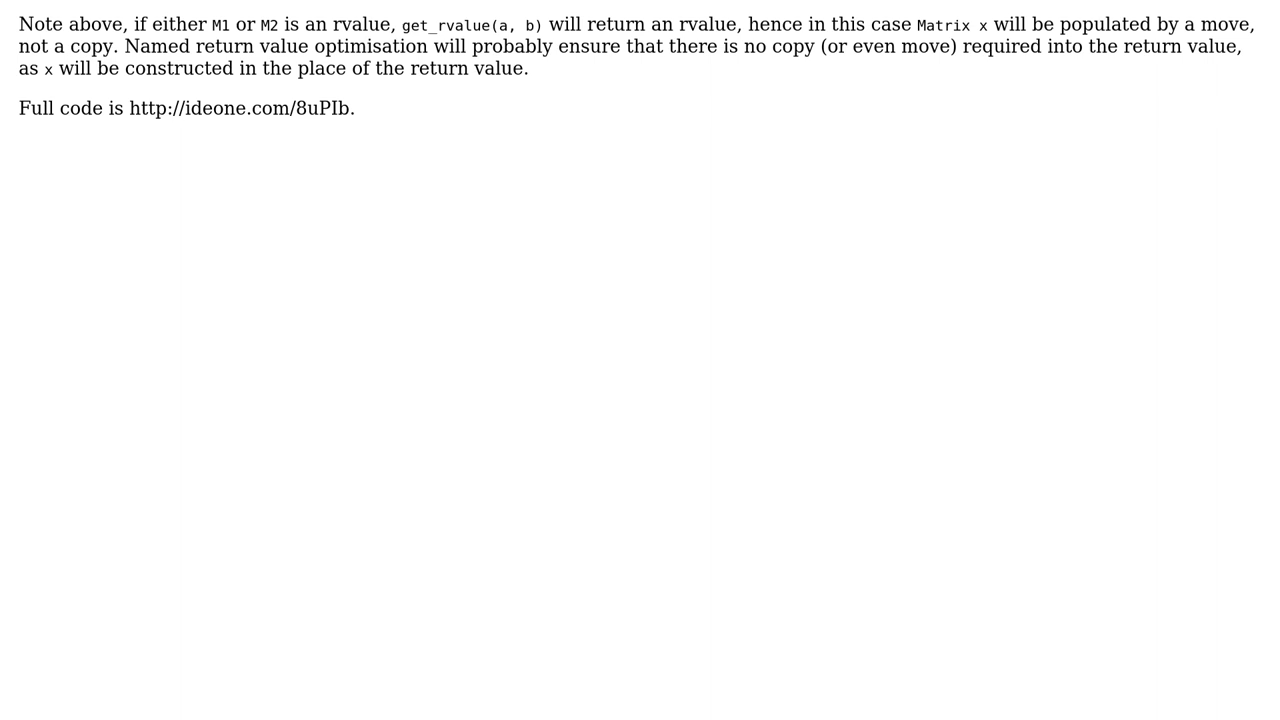 Note above, if either M1 or M2 is an rvalue, get_rvalue(a, b) will return an rvalue, hence in this case Matrix x will be populated by a move,
not a copy. Named return value optimisation will probably ensure that there is no copy (or even move) required into the return value,
as x will be constructed in the place of the return value.
Full code is http://ideone.com/8uPIb.